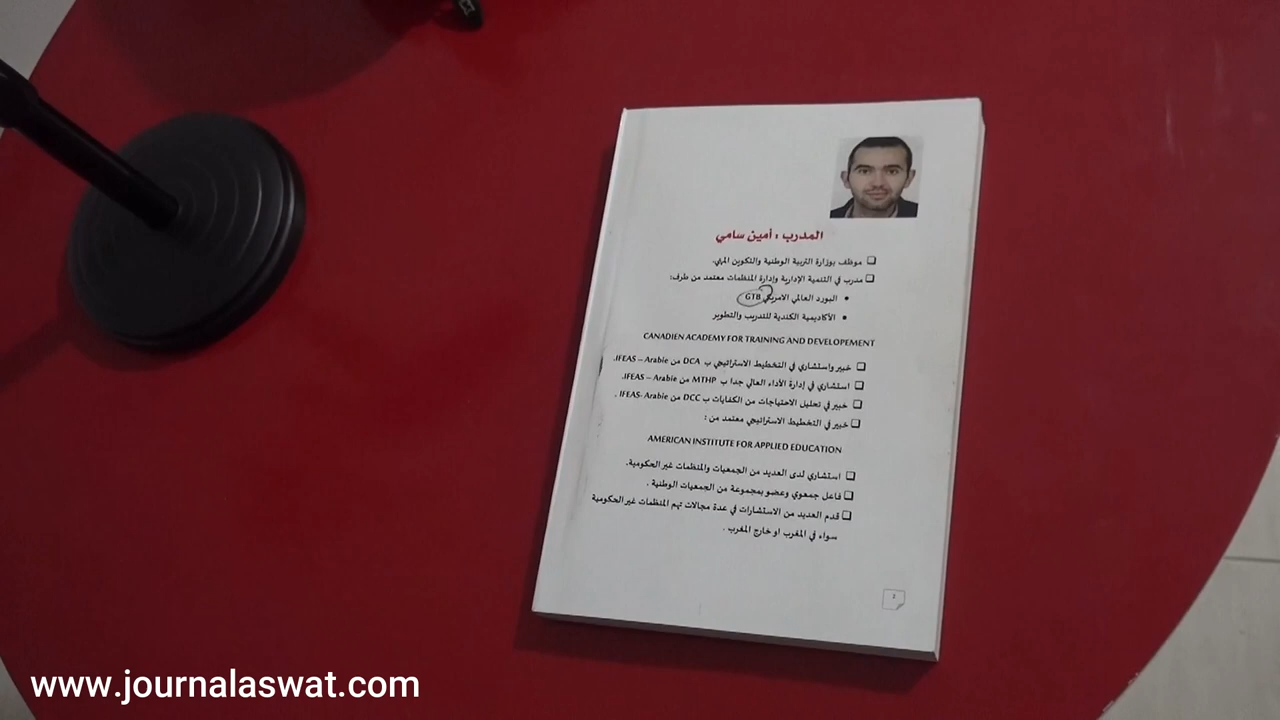 المدرب : أمين سامي
❑ موظف بوزارة التربية الوطنية والتكوين المهني.
❑ مدرب في التنمية الإدارية وإدارة المنظمات معتمد من طرف:
• البورد العالمي الامريكي GTB
• الأكاديمية الكندية للتدريب والتطوير
CANADIEN ACADEMY FOR TRAINING AND DEVELOPEMENT
❑ خبير واستشاري في التخطيط الاستراتيجي ب DCA من IFEAS – Arabie.
❑ استشاري في إدارة الأداء العالي جدا ب MTHP من IFEAS – Arabie.
❑ خبير في تحليل الاحتياجات من الكفايات ب DCC من IFEAS- Arabie .
❑ خبير في التخطيط الاستراتيجي معتمد من :
AMERICAN INSTITUTE FOR APPLIED EDUCATION
❑ استشاري لدى العديد من الجمعيات والمنظمات غير الحكومية.
❑ فاعل جمعوي وعضو بمجموعة من الجمعيات الوطنية .
❑ قدم العديد من الاستشارات في عدة مجالات تهم المنظمات غير الحكومية
سواء في المغرب او خارج المغرب .
2
www.journalaswat.com